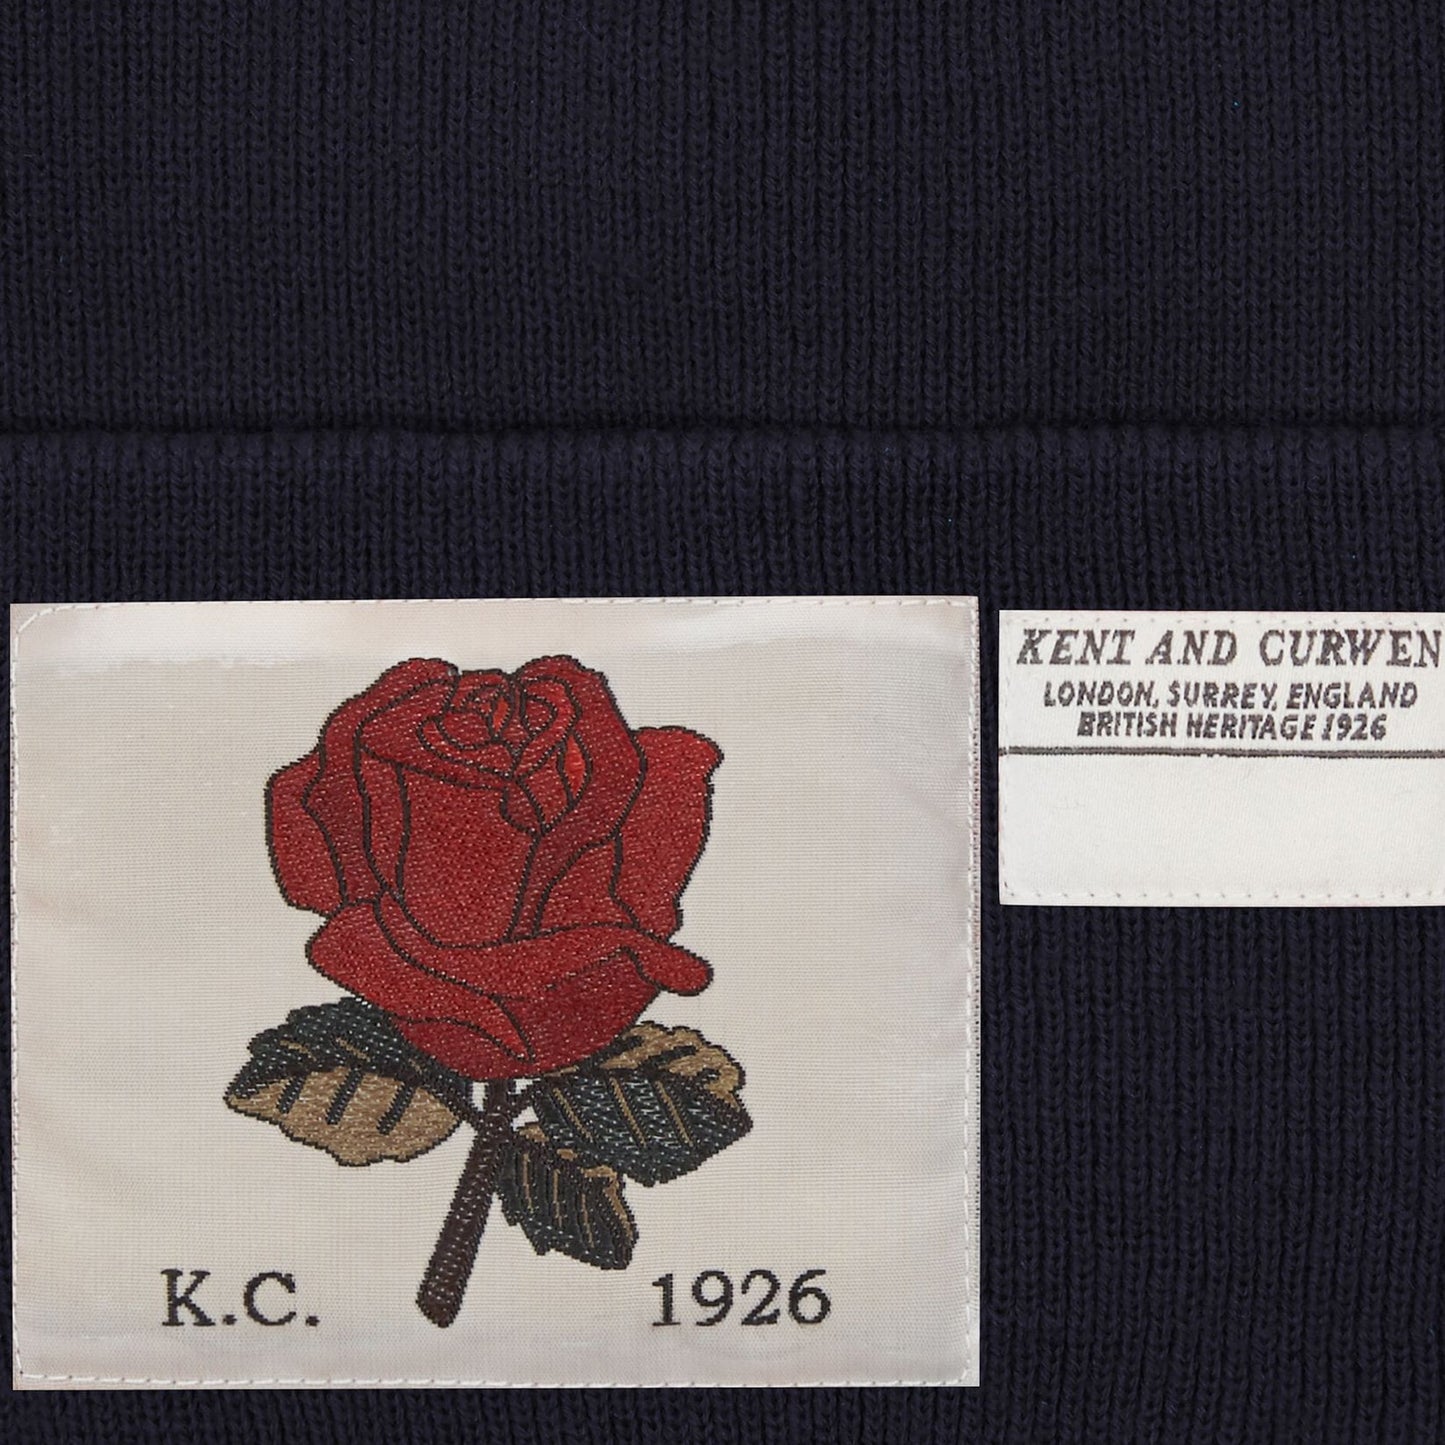 KENT AND CURWEN
LONDON, SURREY, ENGLAND
BRITISH HERITAGE 1926
K.C. 1926